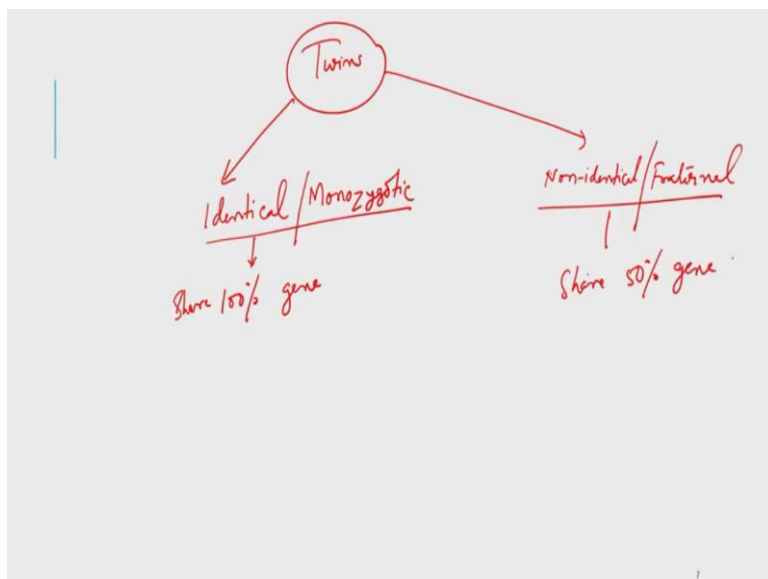 Twins
Identical/Monozygotic
Non-identical/Fraternal
Share 100% gene
Share 50% gene